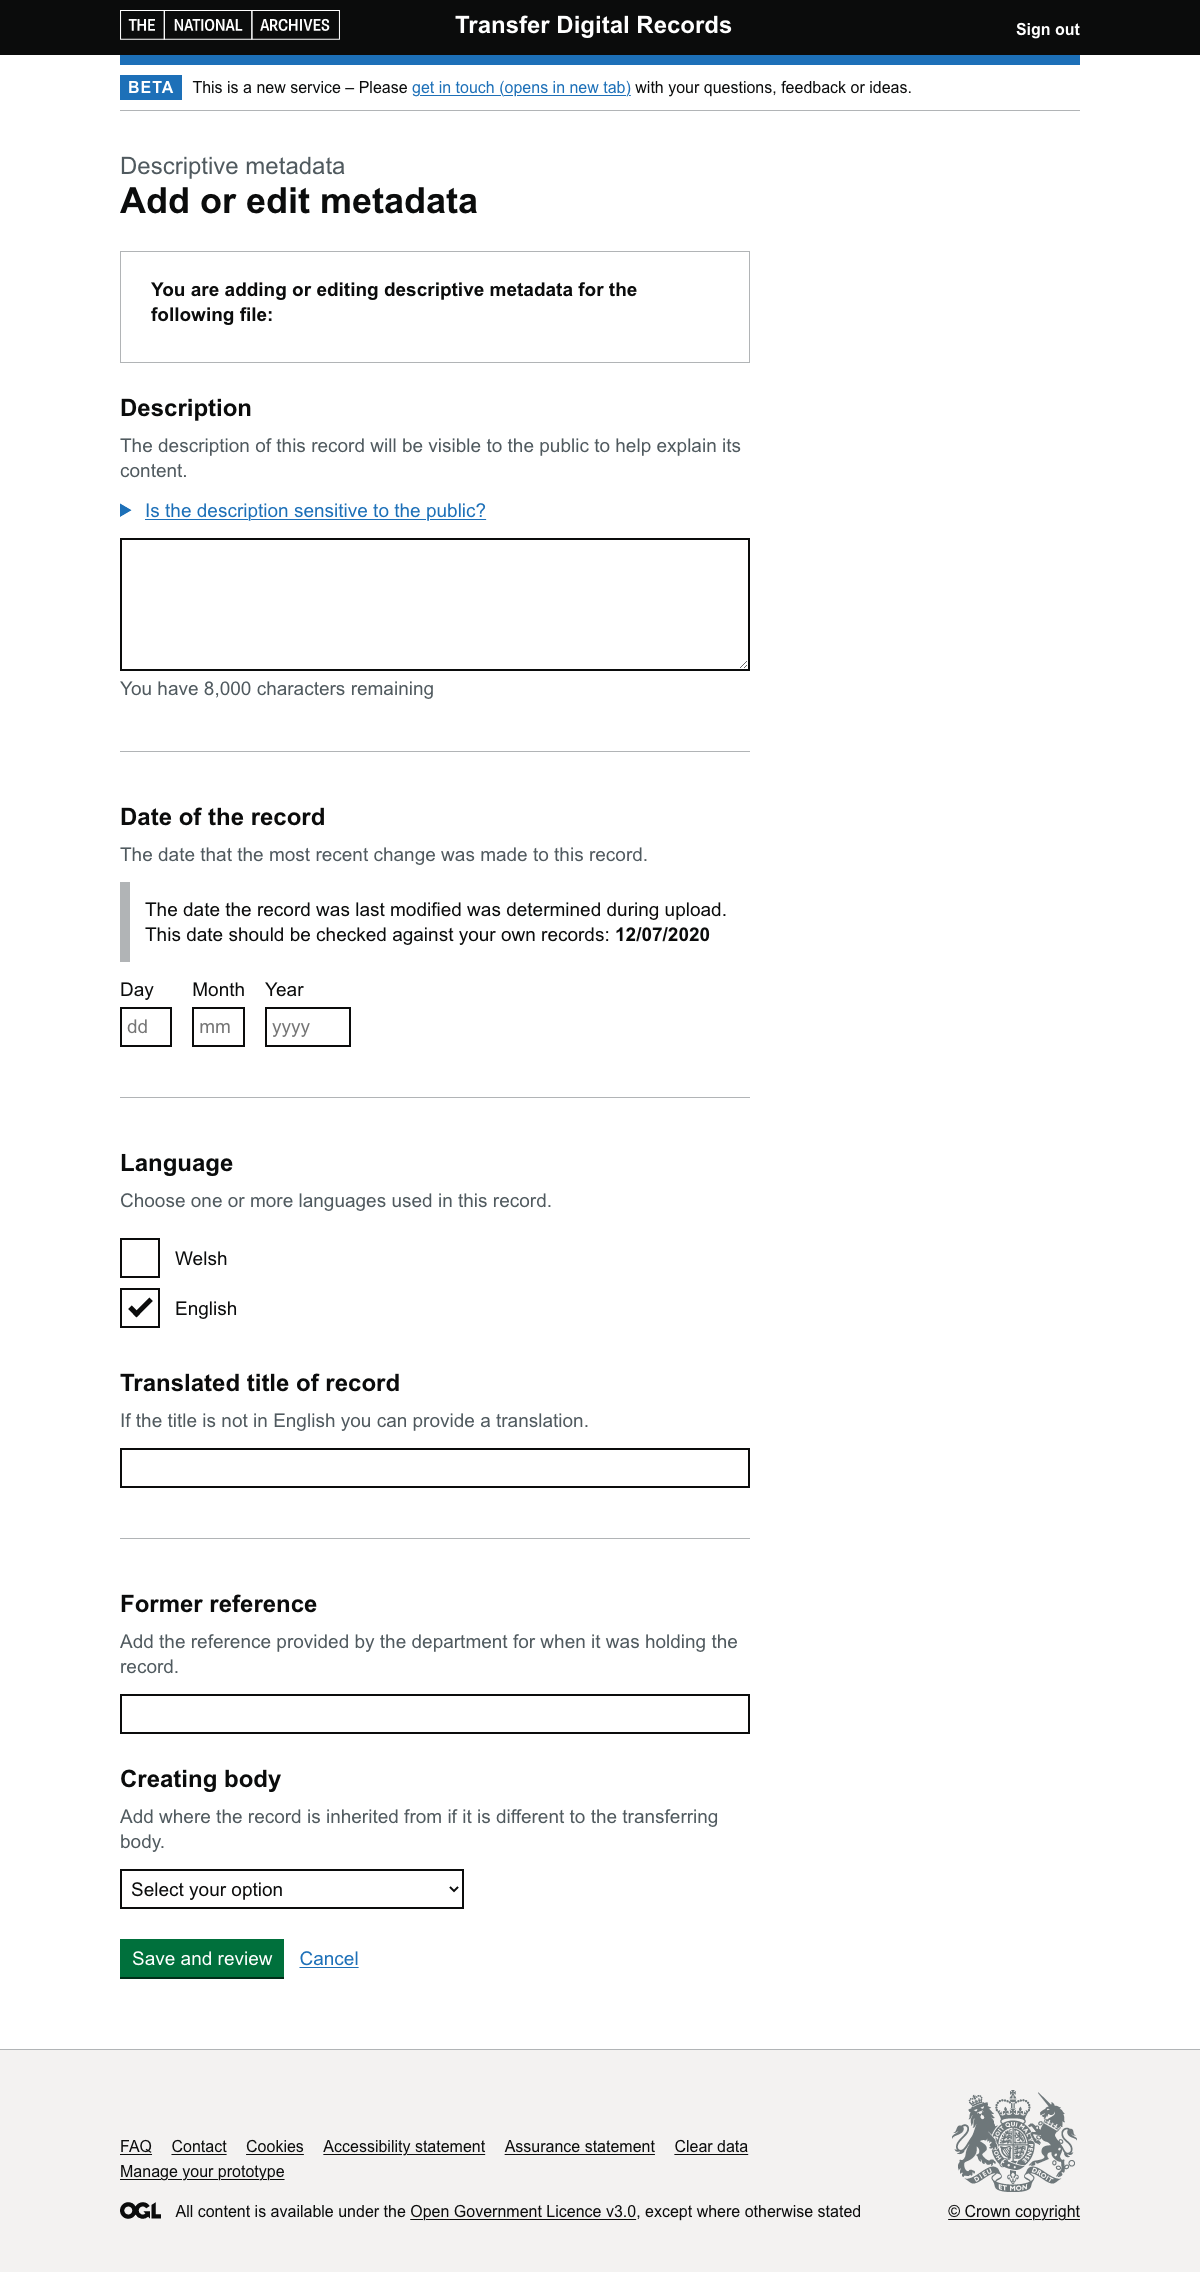 THE NATIONAL ARCHIVES
Transfer Digital Records
Sign out
BETA This is a new service – Please get in touch (opens in new tab) with your questions, feedback or ideas.
Descriptive metadata
Add or edit metadata
You are adding or editing descriptive metadata for the
following file:
Description
The description of this record will be visible to the public to help explain its
content.
Is the description sensitive to the public?
You have 8,000 characters remaining
Date of the record
The date that the most recent change was made to this record.
The date the record was last modified was determined during upload.
This date should be checked against your own records: 12/07/2020
Day Month Year
dd mm yyyy
Language
Choose one or more languages used in this record.
Welsh
English
Translated title of record
If the title is not in English you can provide a translation.
Former reference
Add the reference provided by the department for when it was holding the
record.
Creating body
Add where the record is inherited from if it is different to the transferring
body.
Select your option
Save and review Cancel
FAQ Contact Cookies Accessibility statement Assurance statement Clear data
Manage your prototype
DIEU ET MON DROIT
OGL All content is available under the Open Government Licence v3.0, except where otherwise stated
© Crown copyright